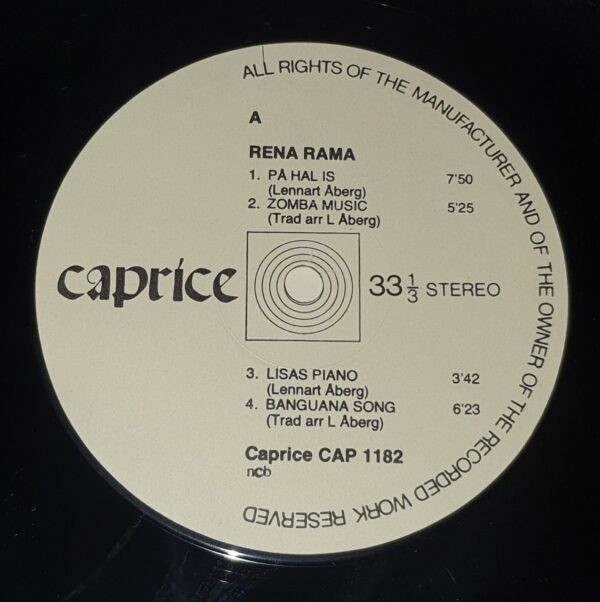 ALL RIGHTS OF THE MANUFACTURER AND OF THE OWNER OF THE RECORDED WORK RESERVED
A
RENA RAMA
1. PÅ HAL IS 7'50
(Lennart Åberg)
2. ZOMBA MUSIC 5'25
(Trad arr L Åberg)
caprice 33 1/3 STEREO
3. LISAS PIANO 3'42
(Lennart Åberg)
4. BANGUANA SONG 6'23
(Trad arr L Åberg)
Caprice CAP 1182
ncb